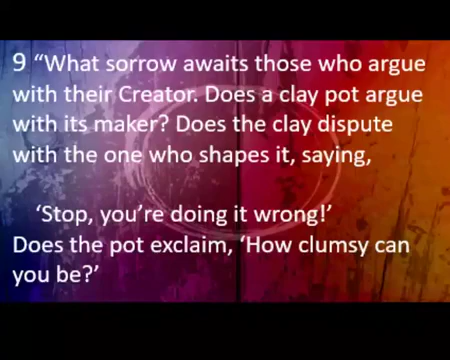 9 “What sorrow awaits those who argue
with their Creator. Does a clay pot argue
with its maker? Does the clay dispute
with the one who shapes it, saying,
‘Stop, you’re doing it wrong!’
Does the pot exclaim, ‘How clumsy can
you be?’